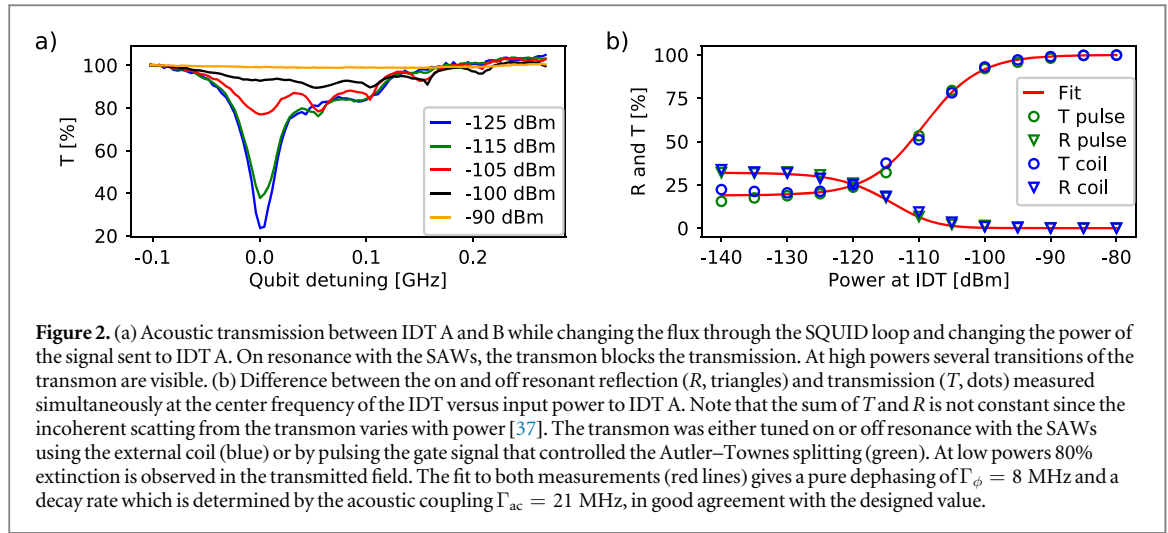 a)
b)
T [%]
100
80
60
40
20
-0.1
0.0
0.1
0.2
Qubit detuning [GHz]
-125 dBm
-115 dBm
-105 dBm
-100 dBm
-90 dBm
R and T [%]
100
75
50
25
0
-140
-130
-120
-110
-100
-90
-80
Power at IDT [dBm]
Fit
T pulse
R pulse
T coil
R coil
Figure 2. (a) Acoustic transmission between IDT A and B while changing the flux through the SQUID loop and changing the power of
the signal sent to IDT A. On resonance with the SAWs, the transmon blocks the transmission. At high powers several transitions of the
transmon are visible. (b) Difference between the on and off resonant reflection (R, triangles) and transmission (T, dots) measured
simultaneously at the center frequency of the IDT versus input power to IDT A. Note that the sum of T and R is not constant since the
incoherent scatting from the transmon varies with power [37]. The transmon was either tuned on or off resonance with the SAWs
using the external coil (blue) or by pulsing the gate signal that controlled the Autler–Townes splitting (green). At low powers 80%
extinction is observed in the transmitted field. The fit to both measurements (red lines) gives a pure dephasing of Γϕ = 8 MHz and a
decay rate which is determined by the acoustic coupling Γac = 21 MHz, in good agreement with the designed value.